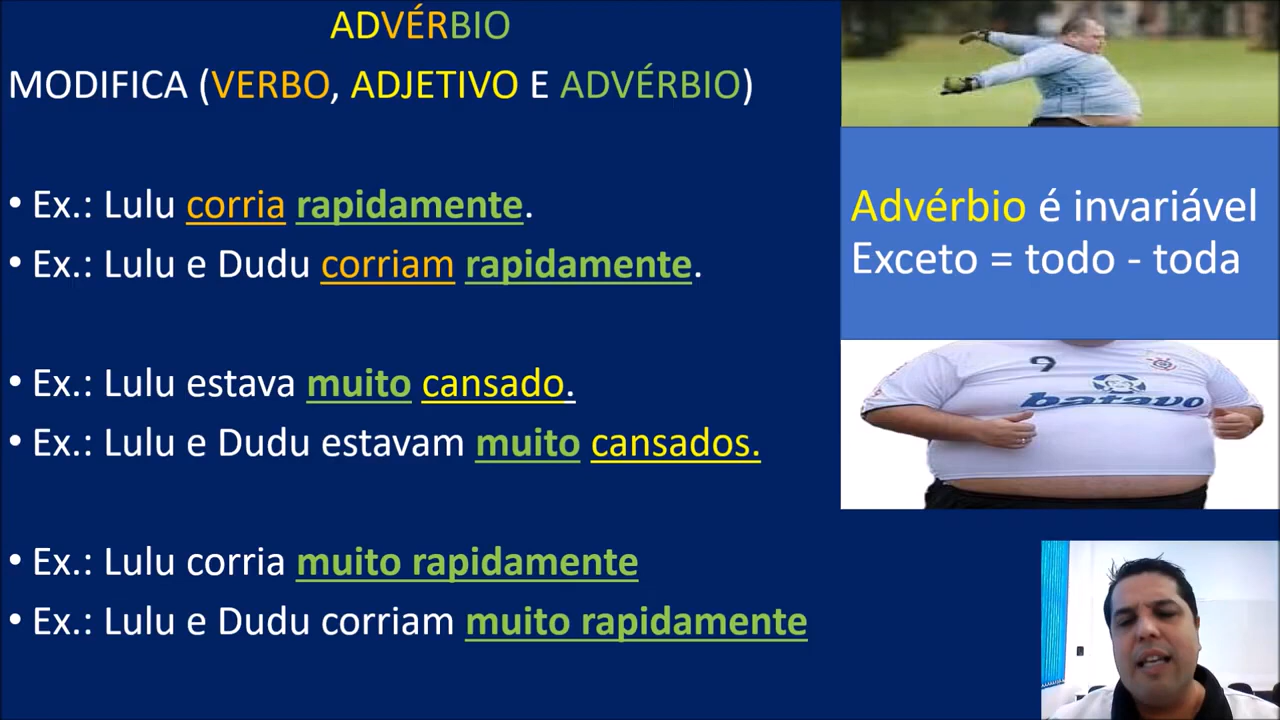 ADVÉRBIO
MODIFICA (VERBO, ADJETIVO E ADVÉRBIO)
• Ex.: Lulu corria rapidamente.
• Ex.: Lulu e Dudu corriam rapidamente.
• Ex.: Lulu estava muito cansado.
• Ex.: Lulu e Dudu estavam muito cansados.
• Ex.: Lulu corria muito rapidamente
• Ex.: Lulu e Dudu corriam muito rapidamente
Advérbio é invariável
Exceto = todo - toda
9
batavo